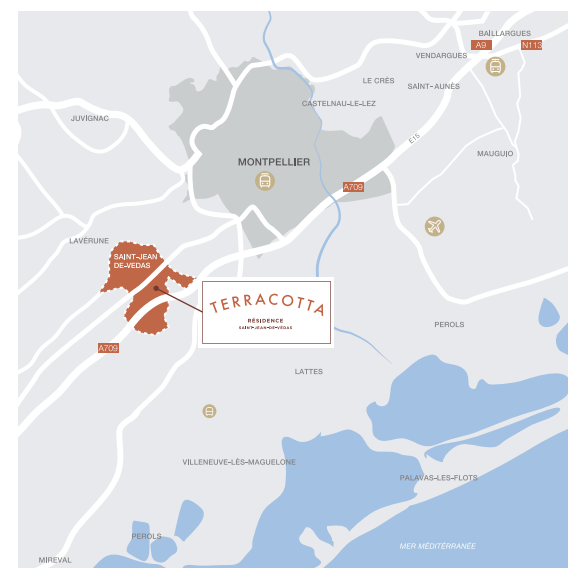 BAILLARGUES
A9
N113
VENDARGUES
LE CRÈS
SAINT-AUNÈS
CASTELNAU-LE-LEZ
JUVIGNAC
E15
MAUGUIO
MONTPELLIER
A709
LAVÉRUNE
SAINT-JEAN
DE-VEDAS
TERRACOTTA
RÉSIDENCE
SAINT-JEAN-DE-VÉDAS
PEROLS
A709
LATTES
VILLENEUVE-LÈS-MAGUELONE
PALAVAS-LES-FLOTS
PEROLS
MER MÉDITÉRRANÉE
MIREVAL